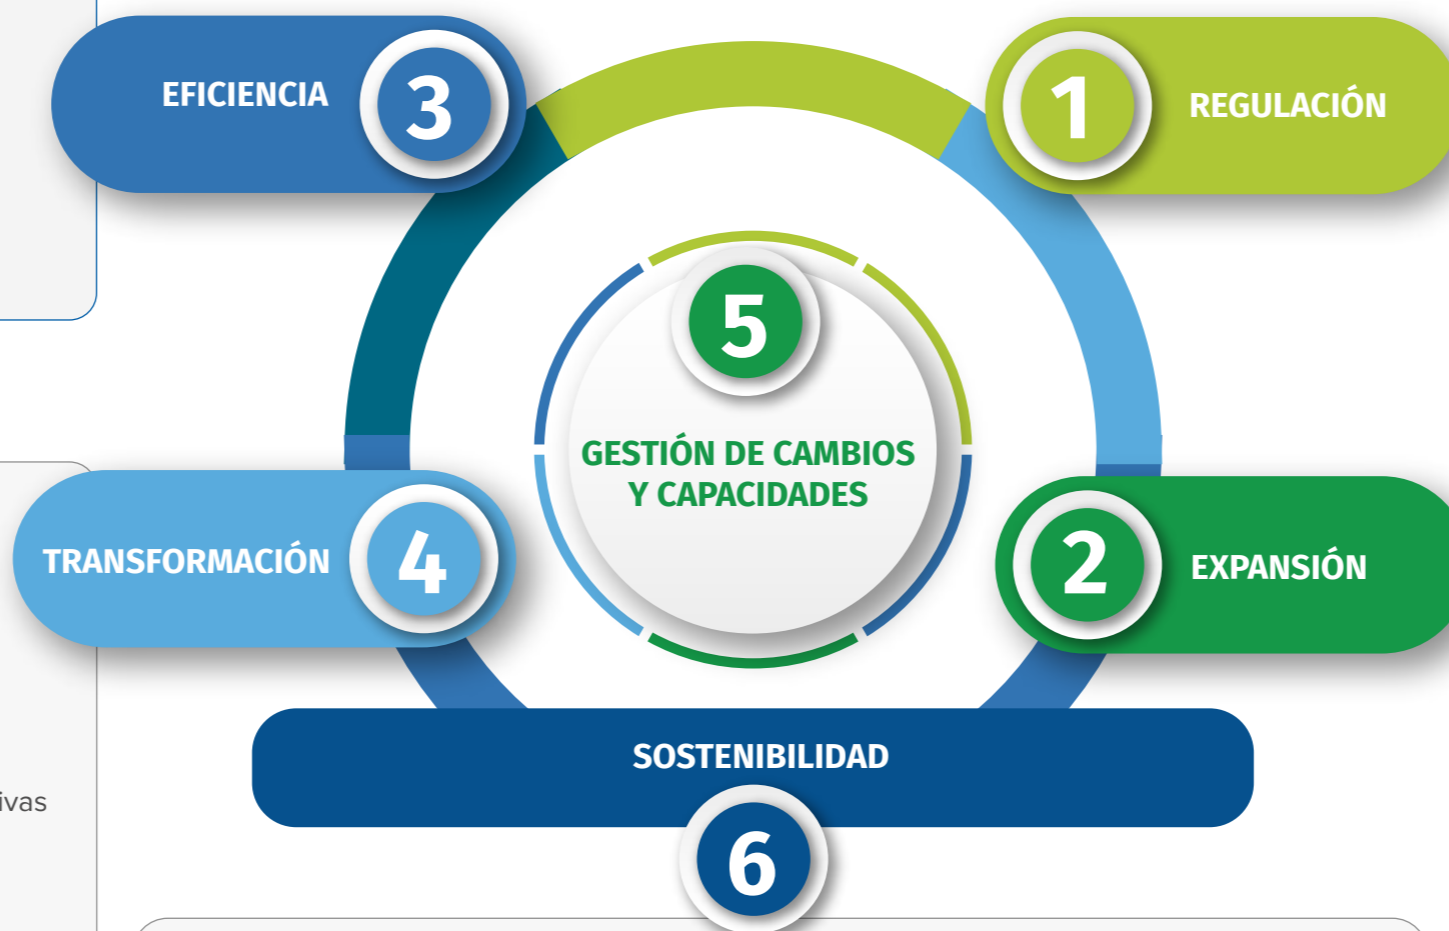 EFICIENCIA
3
1
REGULACIÓN
5
GESTIÓN DE CAMBIOS
Y CAPACIDADES
TRANSFORMACIÓN
4
2
EXPANSIÓN
SOSTENIBILIDAD
ivas
6